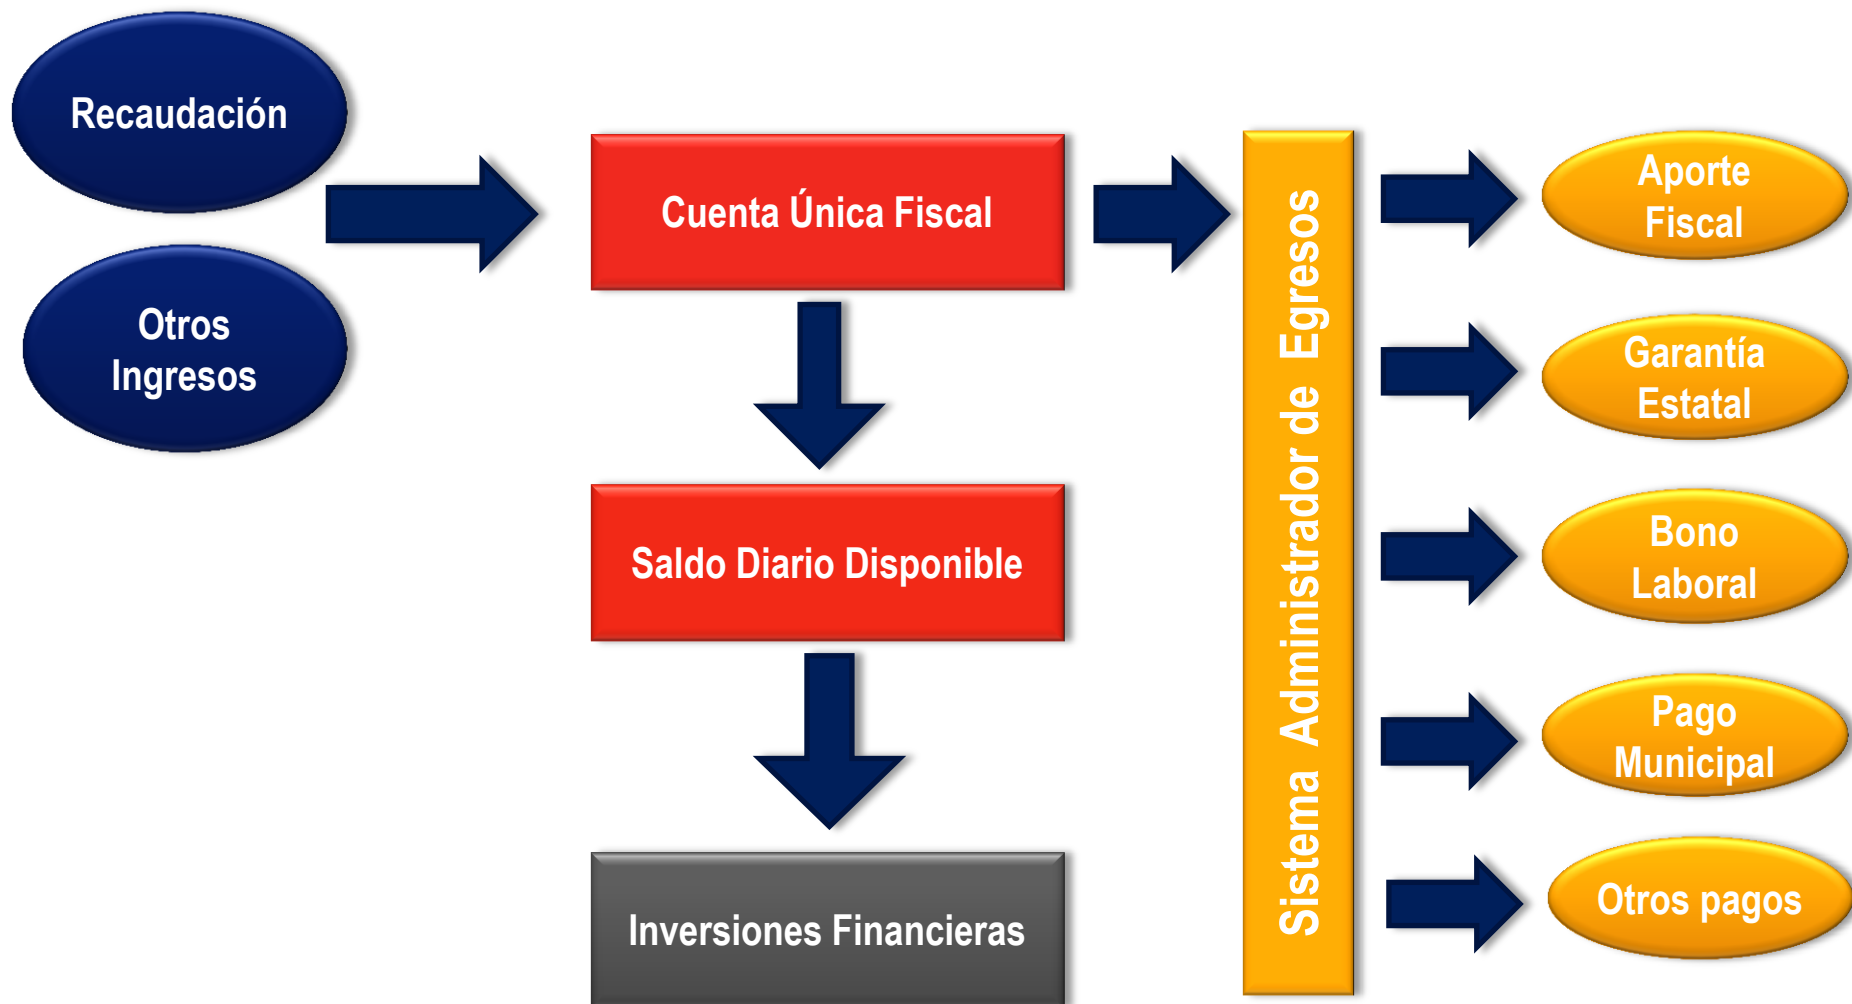 Recaudación
Otros
Ingresos
Cuenta Única Fiscal
Saldo Diario Disponible
Inversiones Financieras
Sistema Administrador de Egresos
Aporte
Fiscal
Garantía
Estatal
Bono
Laboral
Pago
Municipal
Otros pagos